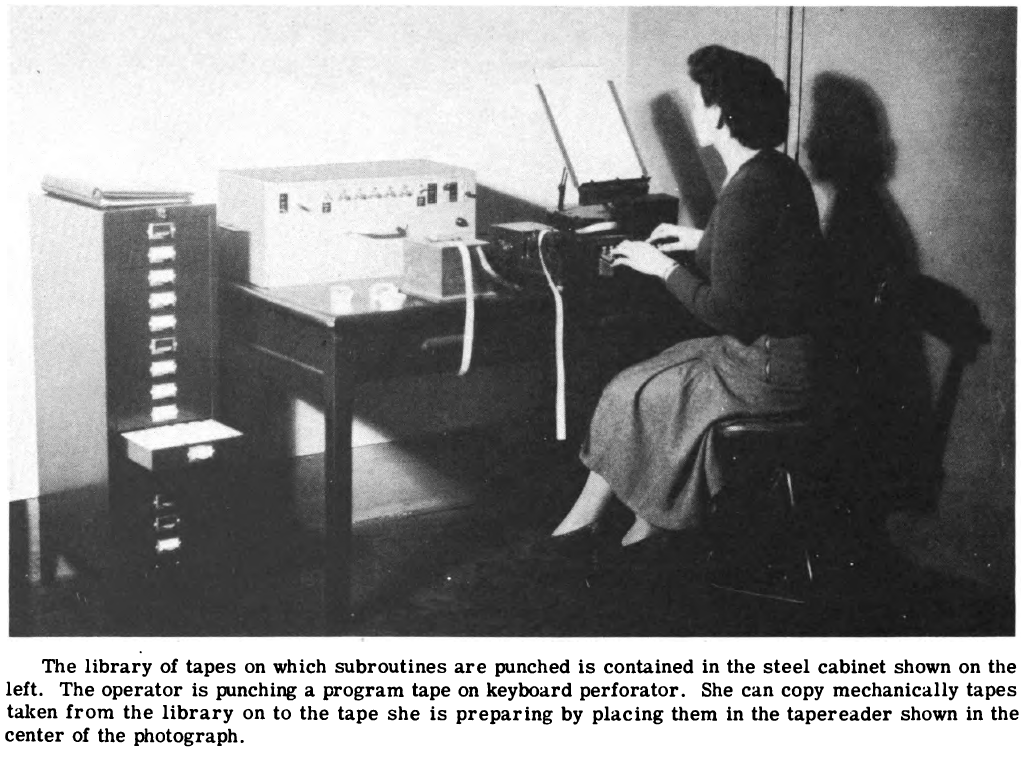 The library of tapes on which subroutines are punched is contained in the steel cabinet shown on the
left. The operator is punching a program tape on keyboard perforator. She can copy mechanically tapes
taken from the library on to the tape she is preparing by placing them in the tapereader shown in the
center of the photograph.